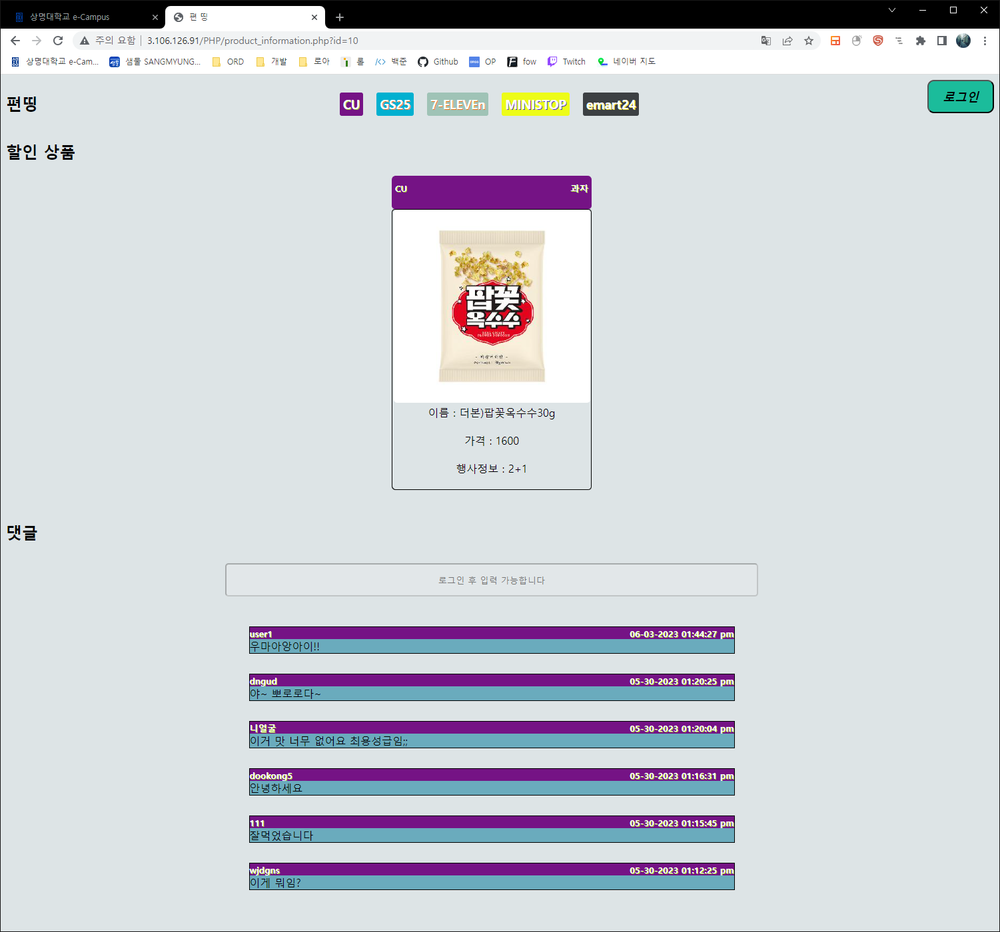 상명대학교 e-Campus
편 띵
주의 요함
3.106.126.91/PHP/product_information.php?id=10
상명대학교 e-Cam...
샘물 SANGMYUNG...
ORD
개발
로아
롤
백준
Github
OP
fow
Twitch
네이버 지도
편띵
CU
GS25
7-ELEVEn
MINISTOP
emart24
로그인
할인 상품
CU
과자
팝꽃
옥수수
이름 : 더본)팝꽃옥수수30g
가격 : 1600
행사정보 : 2+1
댓글
로그인 후 입력 가능합니다
user1
06-03-2023 01:44:27 pm
우마아앙아이!!
dngud
05-30-2023 01:20:25 pm
야~ 뽀로로다~
니얼굴
05-30-2023 01:20:04 pm
이거 맛 너무 없어요 최용성급임;;
dookong5
05-30-2023 01:16:31 pm
안녕하세요
111
05-30-2023 01:15:45 pm
잘먹었습니다
wjdgns
05-30-2023 01:12:25 pm
이게 뭐임?